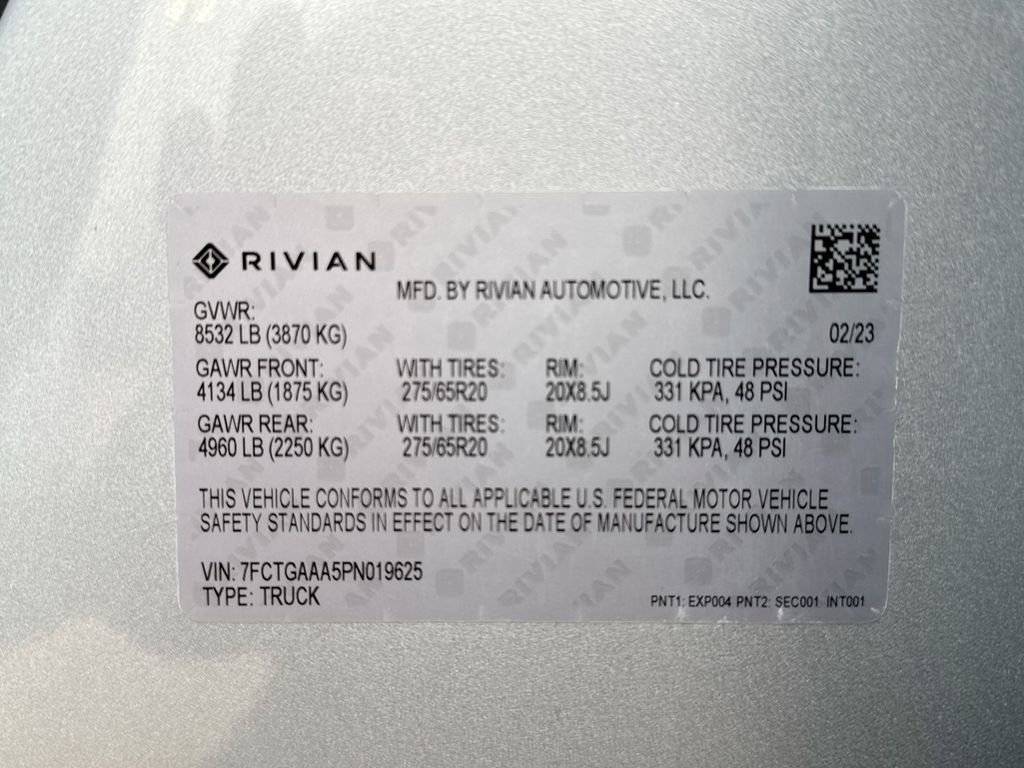 RIVIAN
MFD. BY RIVIAN AUTOMOTIVE, LLC.
GVWR:
8532 LB (3870 KG) 02/23
GAWR FRONT: WITH TIRES: RIM: COLD TIRE PRESSURE:
4134 LB (1875 KG) 275/65R20 20X8.5J 331 KPA, 48 PSI
GAWR REAR: WITH TIRES: RIM: COLD TIRE PRESSURE:
4960 LB (2250 KG) 275/65R20 20X8.5J 331 KPA, 48 PSI
THIS VEHICLE CONFORMS TO ALL APPLICABLE U.S. FEDERAL MOTOR VEHICLE
SAFETY STANDARDS IN EFFECT ON THE DATE OF MANUFACTURE SHOWN ABOVE.
VIN: 7FCTGAAA5PN019625
TYPE: TRUCK PNT1: EXP004 PNT2: SEC001 INT001